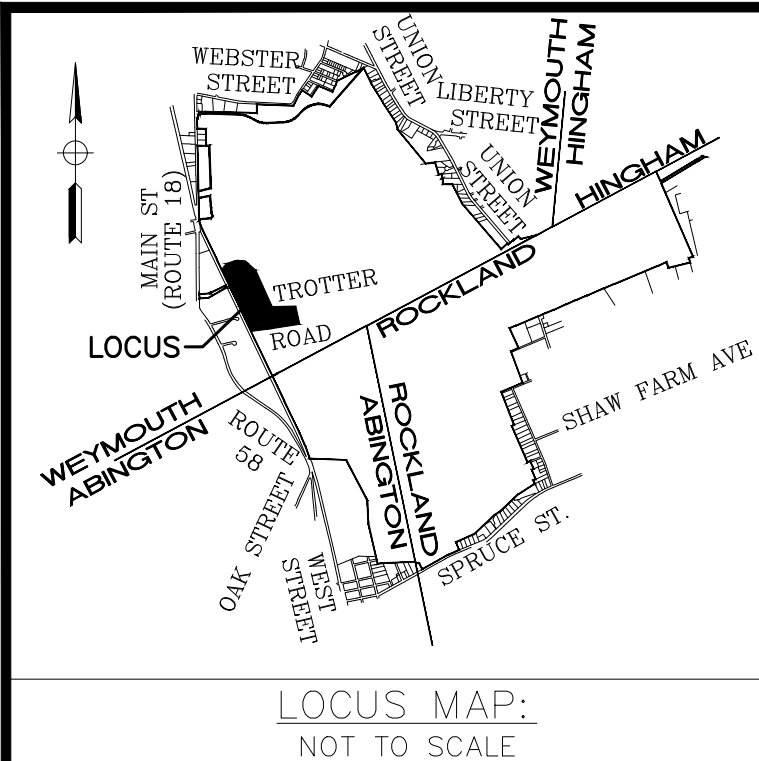 WEBSTER
STREET
UNION
STREET
LIBERTY
STREET
WEYMOUTH
HINGHAM
UNION
STREET
HINGHAM
MAIN ST
(ROUTE 18)
TROTTER
ROAD
ROCKLAND
LOCUS
WEYMOUTH
ABINGTON
ROUTE
58
ROCKLAND
ABINGTON
SHAW FARM AVE
OAK STREET
WEST
STREET
SPRUCE ST.
LOCUS MAP:
NOT TO SCALE